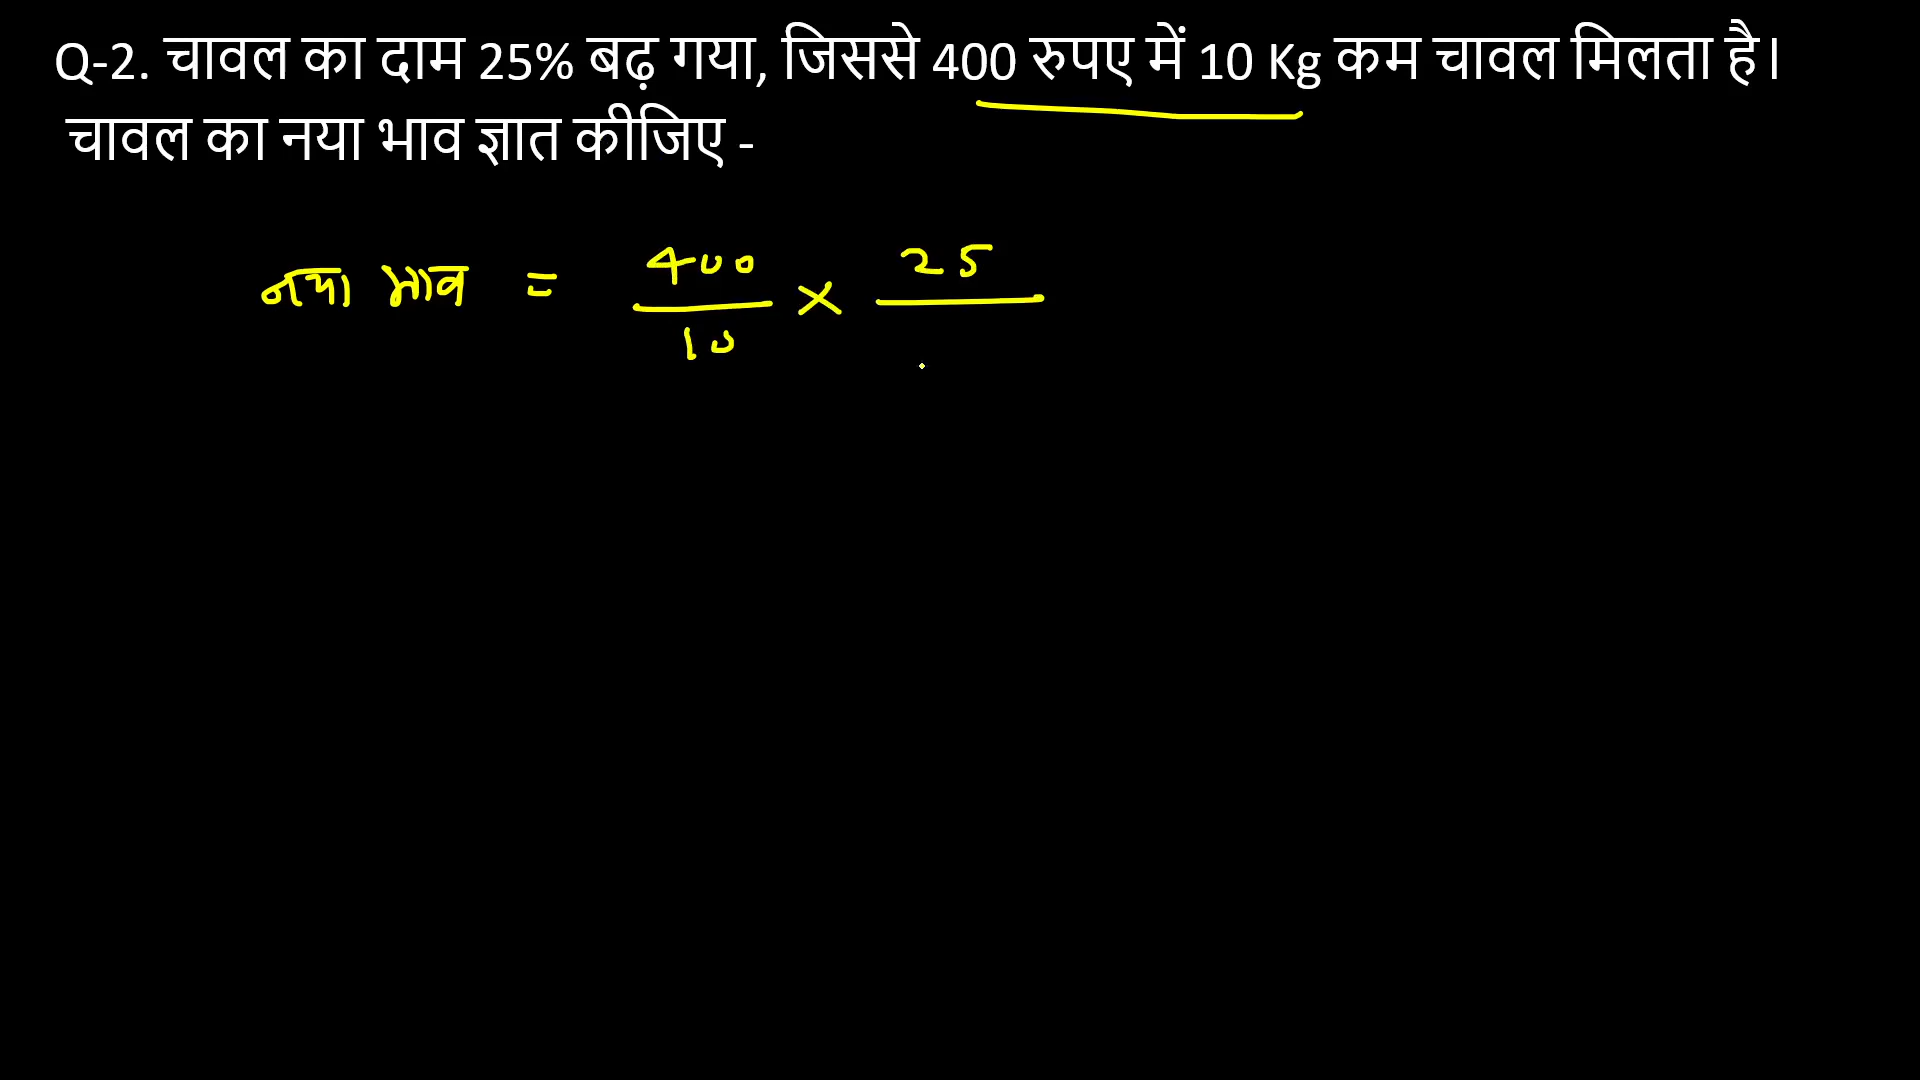 Q-2. चावल का दाम 25% बढ़ गया, जिससे 400 रुपए में 10 Kg कम चावल मिलता है।
चावल का नया भाव ज्ञात कीजिए -
नया भाव = 400/10 × 25